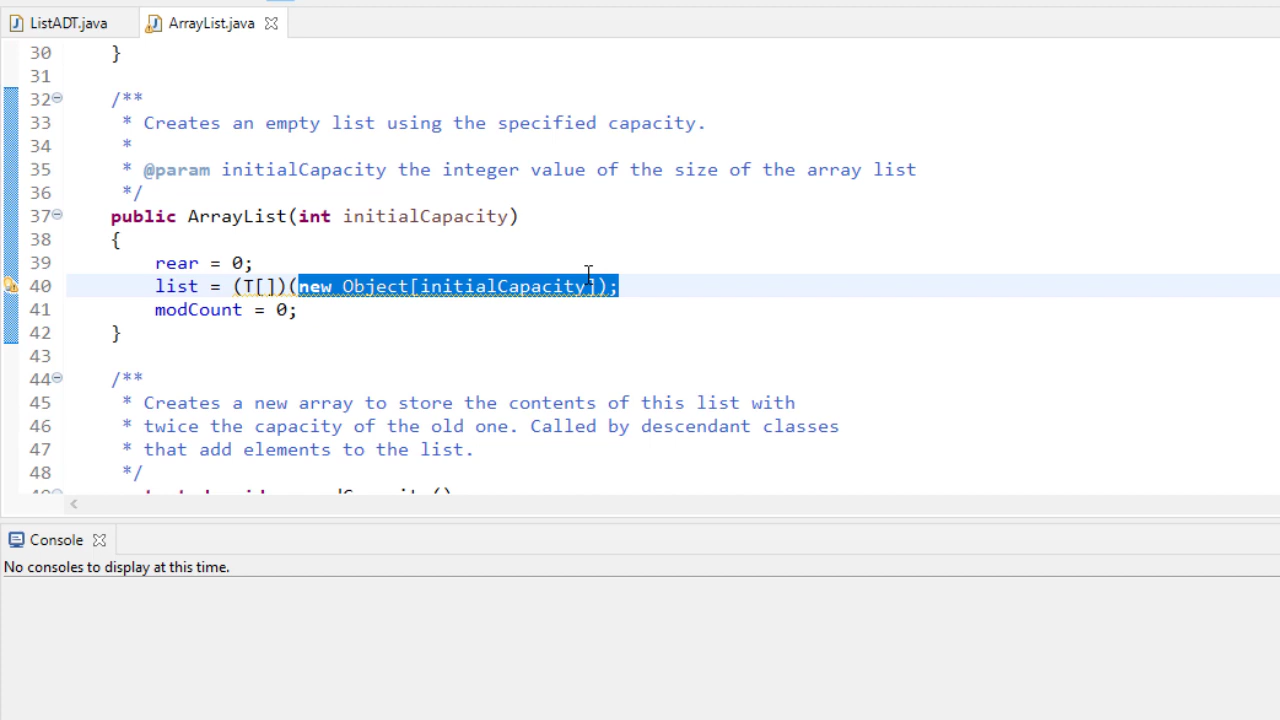 ListADT.java ArrayList.java
30 }
31
32 /**
33 * Creates an empty list using the specified capacity.
34 *
35 * @param initialCapacity the integer value of the size of the array list
36 */
37 public ArrayList(int initialCapacity)
38 {
39 rear = 0;
40 list = (T[])(new Object[initialCapacity]);
41 modCount = 0;
42 }
43
44 /**
45 * Creates a new array to store the contents of this list with
46 * twice the capacity of the old one. Called by descendant classes
47 * that add elements to the list.
48 */
Console
No consoles to display at this time.